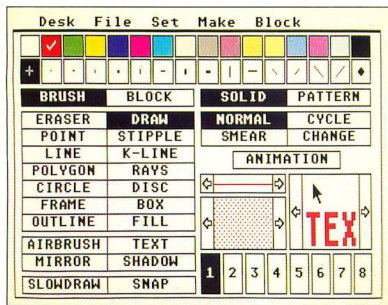 Desk File Set Make Block
BRUSH BLOCK SOLID PATTERN
ERASER DRAW NORMAL CYCLE
POINT STIPPLE SMEAR CHANGE
LINE K-LINE ANIMATION
POLYGON RAYS
CIRCLE DISC
FRAME BOX
OUTLINE FILL
TEX
AIRBRUSH TEXT
MIRROR SHADOW
SLOWDRAW SNAP
1 2 3 4 5 6 7 8